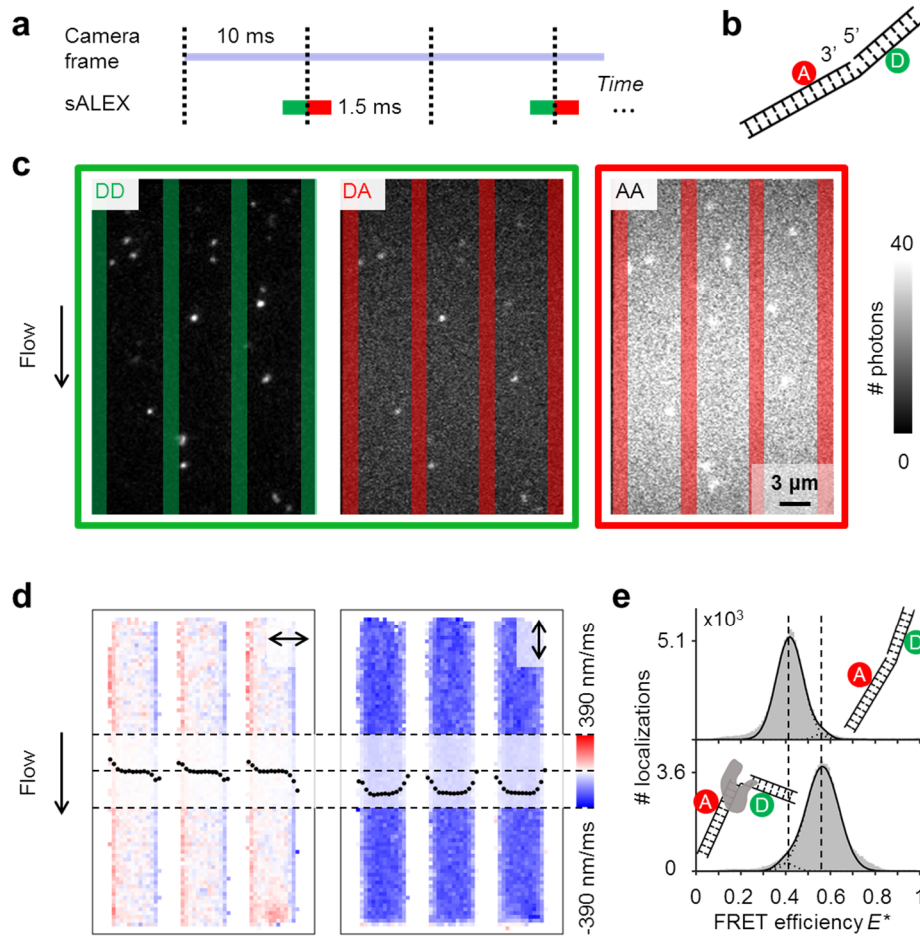 a
Camera frame
10 ms
sALEX
1.5 ms
Time
...
b
3' 5'
A
D
c
DD
DA
AA
Flow
3 µm
40
# photons
0
d
Flow
390 nm/ms
-390 nm/ms
e
x10³
5.1
A
D
# localizations
3.6
A
D
0
0 0.2 0.4 0.6 0.8 1
FRET efficiency E*